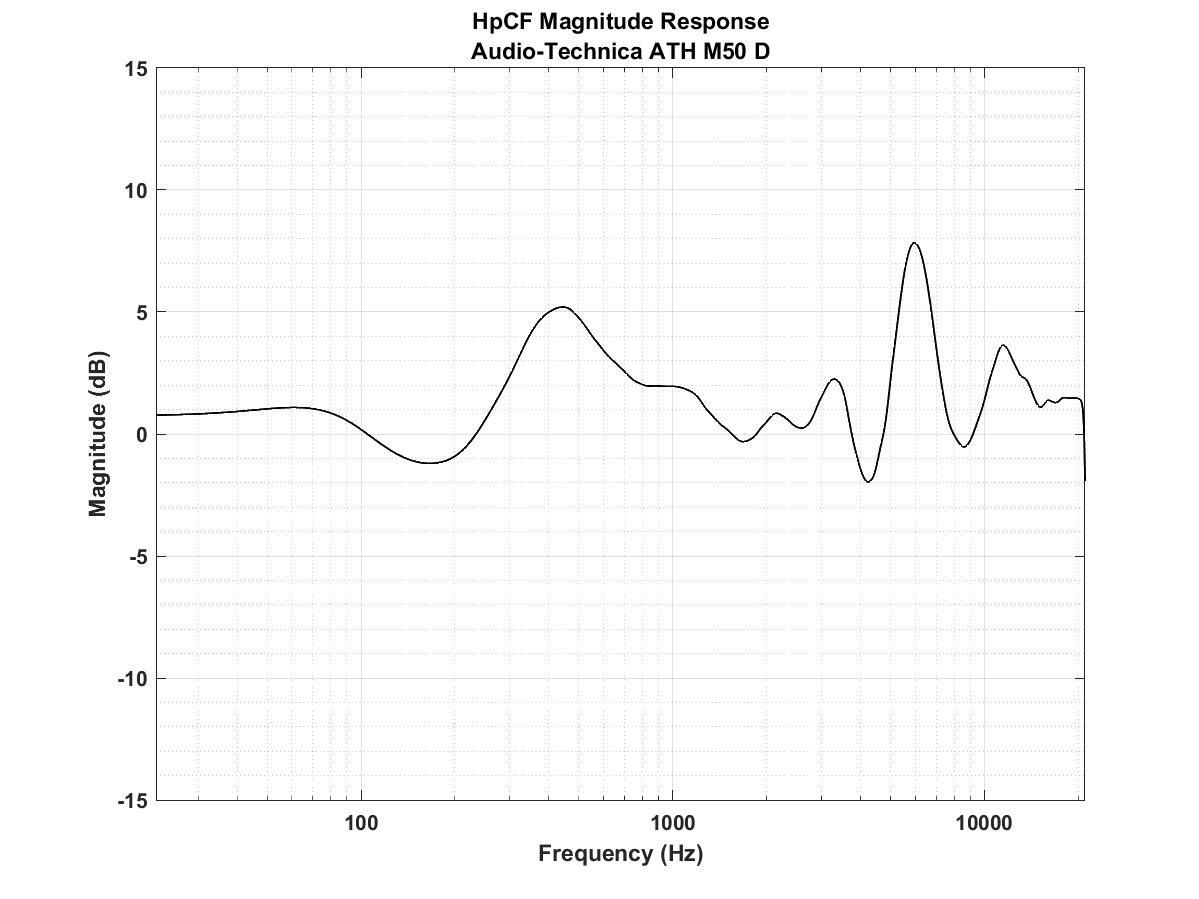 HpCF Magnitude Response
Audio-Technica ATH M50 D
15
10
5
0
-5
-10
-15
Magnitude (dB)
100
1000
10000
Frequency (Hz)